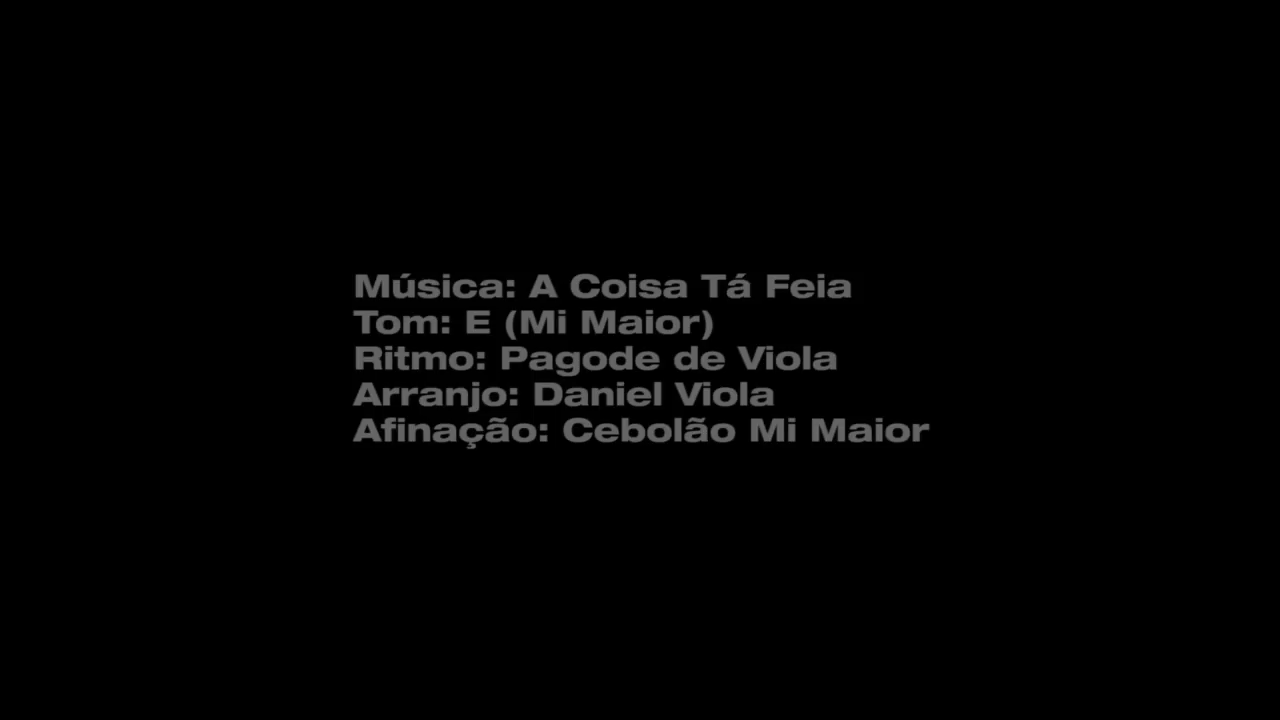 Música: A Coisa Tá Feia
Tom: E (Mi Maior)
Ritmo: Pagode de Viola
Arranjo: Daniel Viola
Afinação: Cebolão Mi Maior